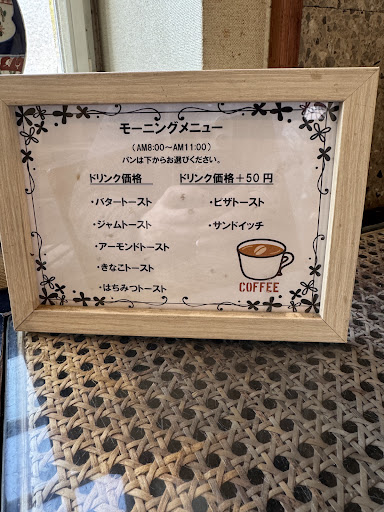 モーニングメニュー
(AM8:00~AM11:00)
パンは下からお選びください。
ドリンク価格
・バタートースト
・ジャムトースト
・アーモンドトースト
・きなこトースト
・はちみつトースト
ドリンク価格+50円
・ピザトースト
・サンドイッチ
COFFEE